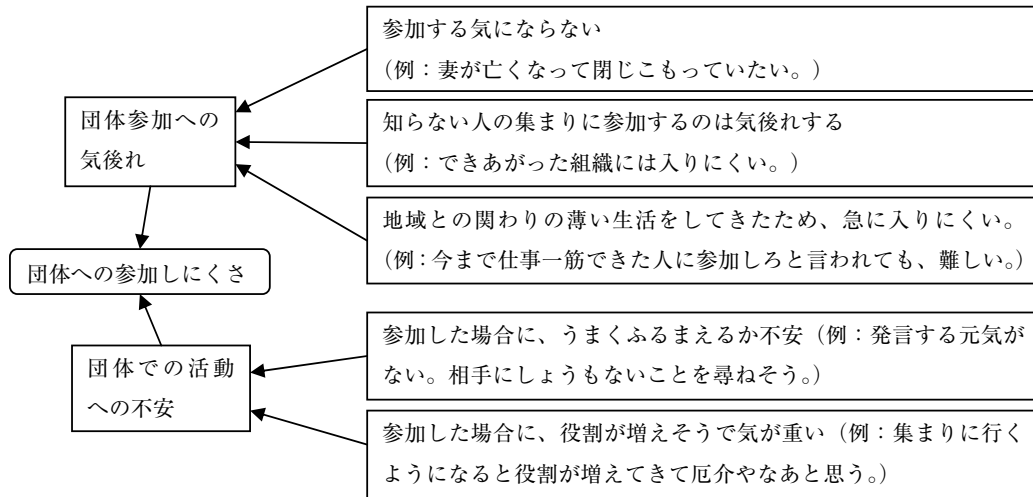 参加する気にならない
（例：妻が亡くなって閉じこもっていたい。）
団体参加への
気後れ
知らない人の集まりに参加するのは気後れする
（例：できあがった組織には入りにくい。）
地域との関わりの薄い生活をしてきたため、急に入りにくい。
（例：今まで仕事一筋できた人に参加しろと言われても、難しい。）
団体への参加しにくさ
参加した場合に、うまくふるまえるか不安（例：発言する元気が
ない。相手にしょうもないことを尋ねそう。）
団体での活動
への不安
参加した場合に、役割が増えそうで気が重い（例：集まりに行く
ようになると役割が増えてきて厄介やなあと思う。）